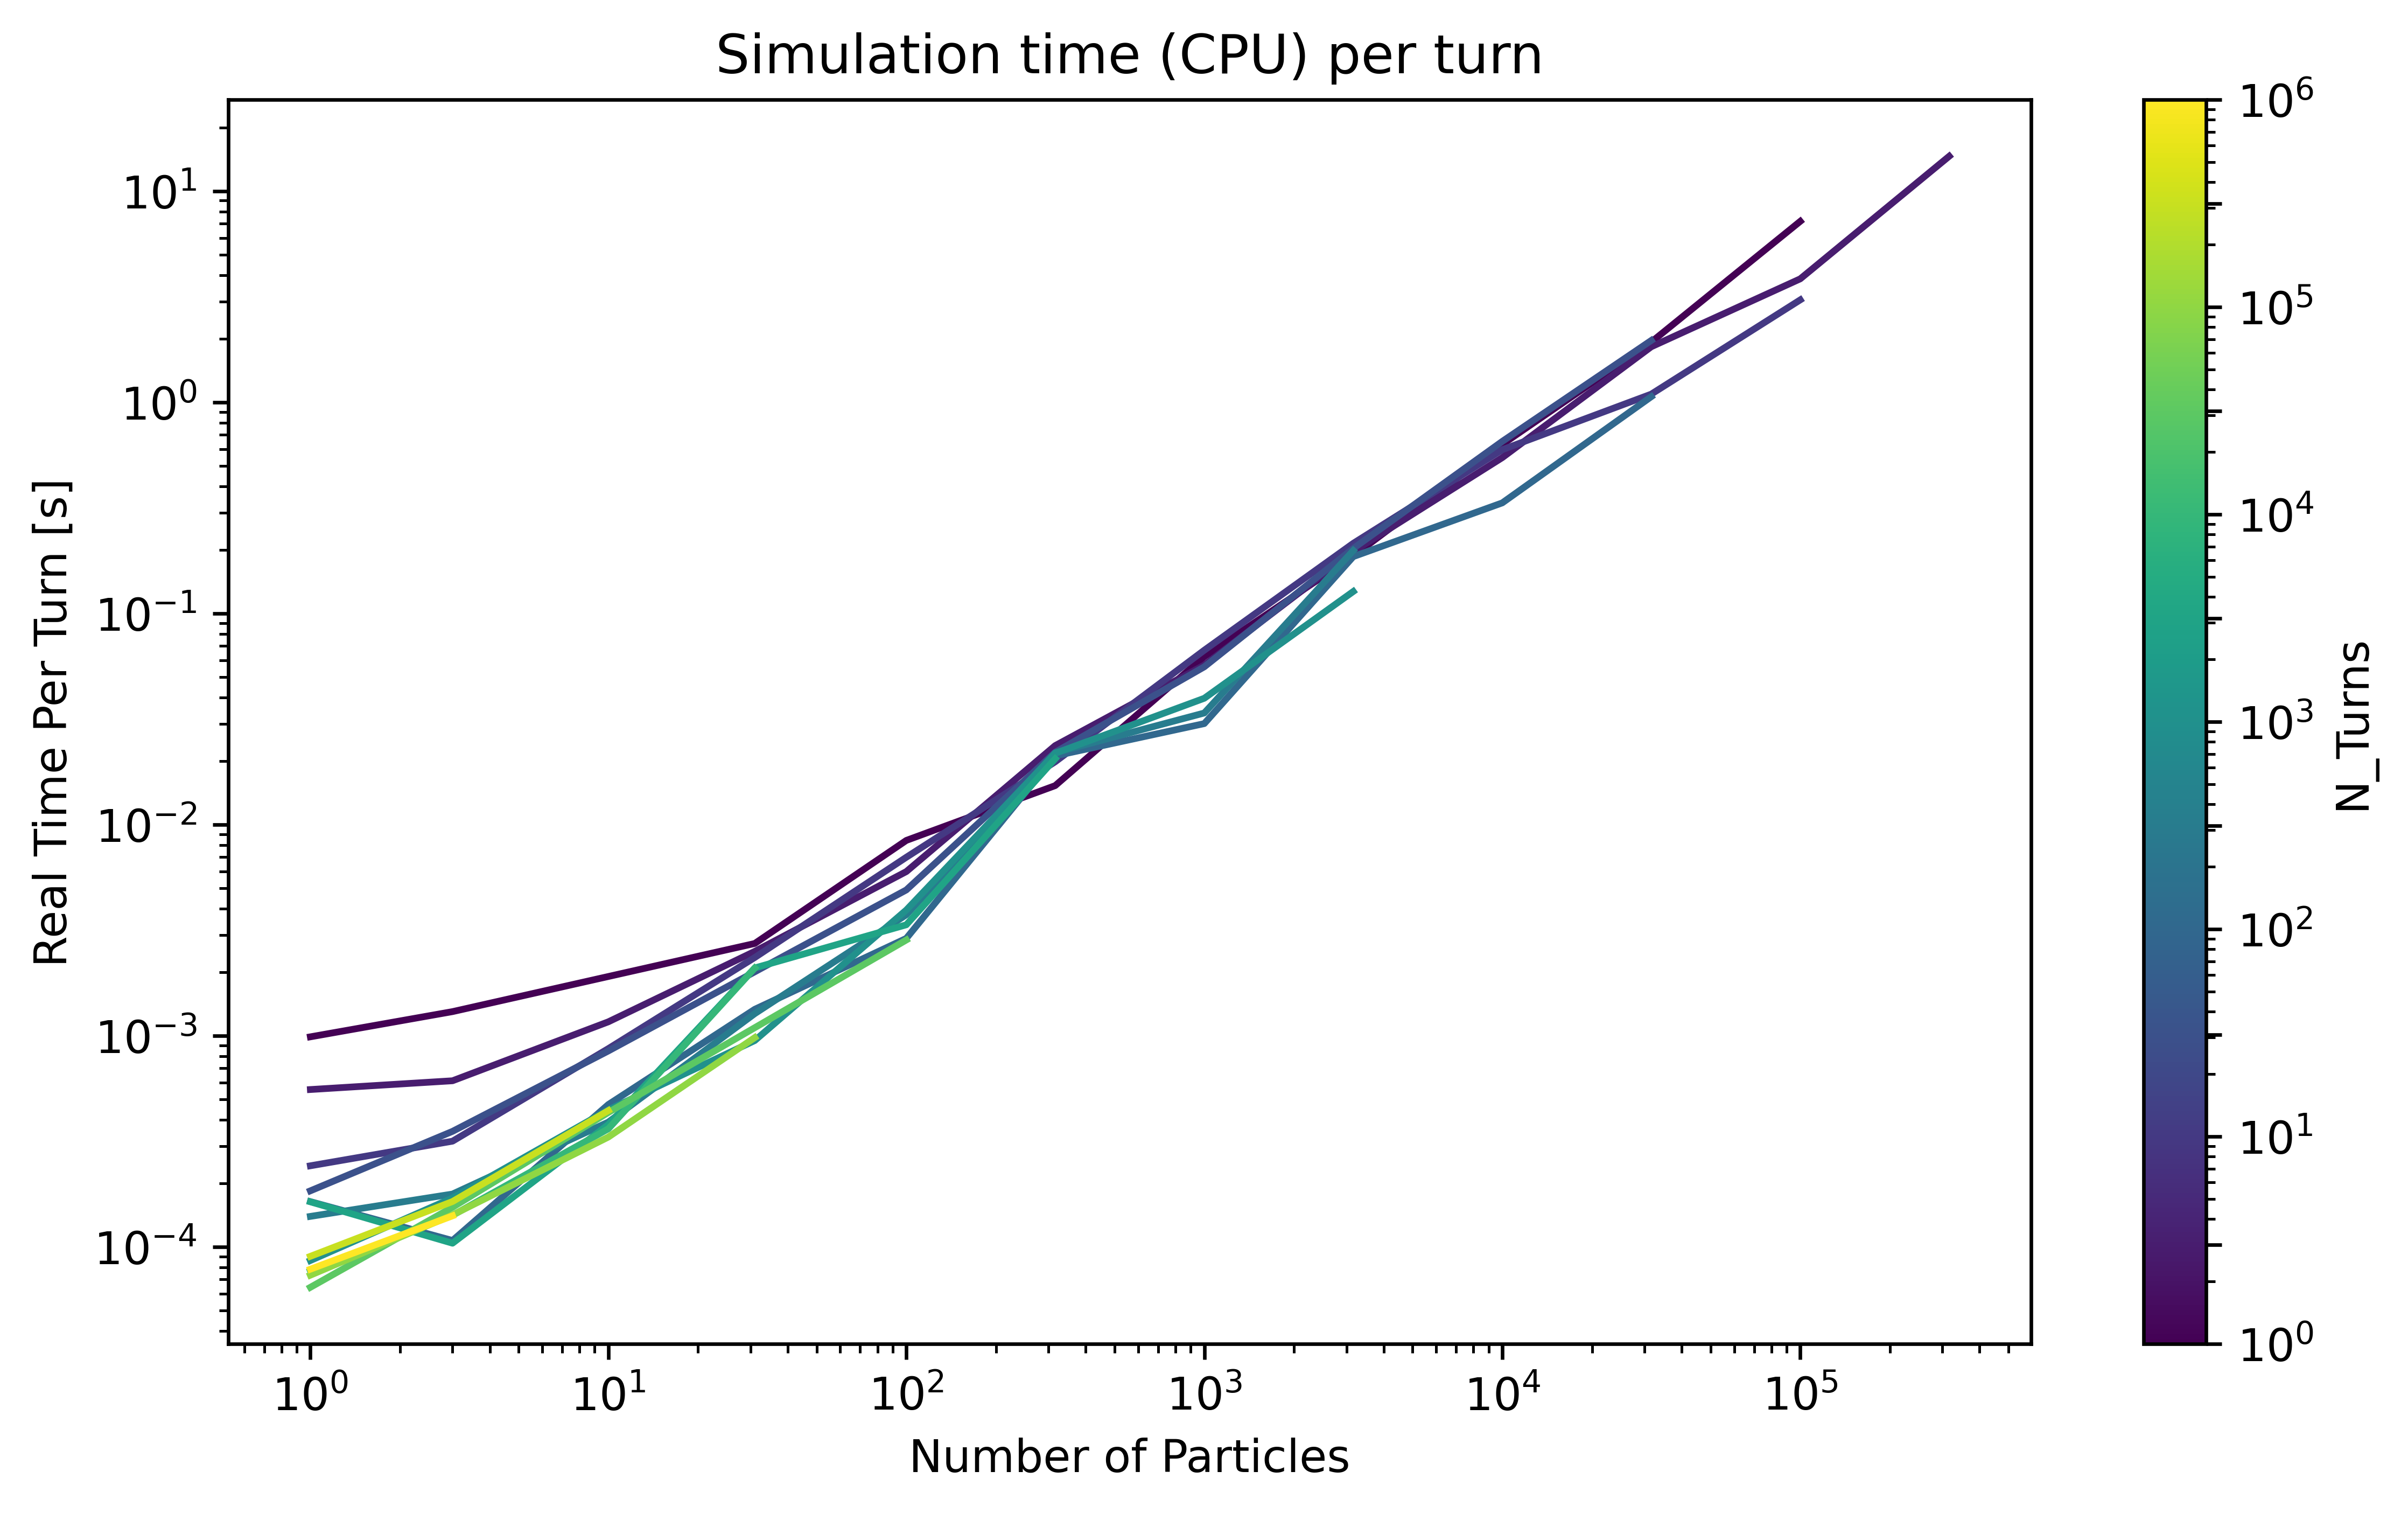 Simulation time (CPU) per turn
Real Time Per Turn [s]
10¹
10⁰
10⁻¹
10⁻²
10⁻³
10⁻⁴
10⁰ 10¹ 10² 10³ 10⁴ 10⁵
Number of Particles
10⁶
10⁵
10⁴
10³
10²
10¹
10⁰
N_Turns